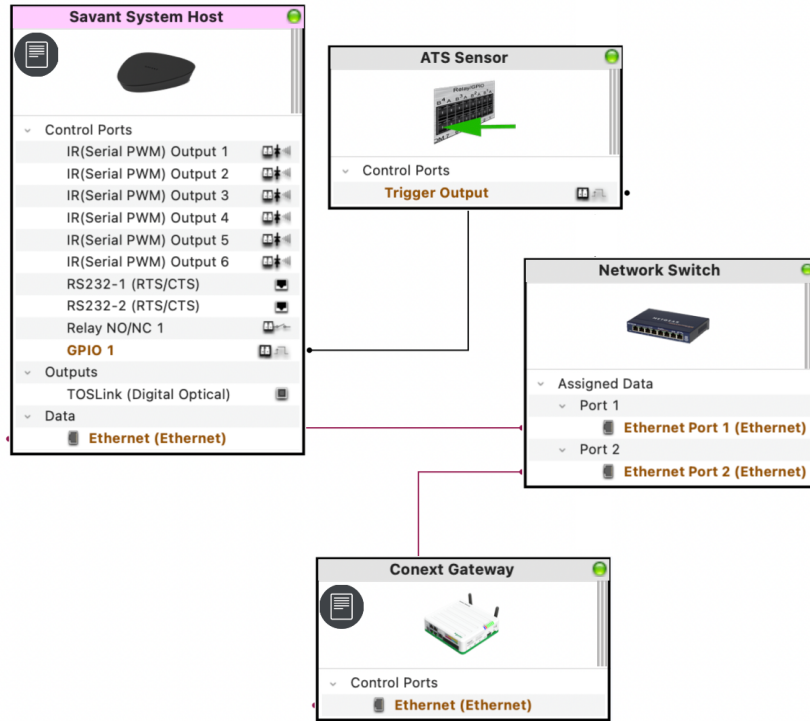 Savant System Host
Control Ports
IR(Serial PWM) Output 1
IR(Serial PWM) Output 2
IR(Serial PWM) Output 3
IR(Serial PWM) Output 4
IR(Serial PWM) Output 5
IR(Serial PWM) Output 6
RS232-1 (RTS/CTS)
RS232-2 (RTS/CTS)
Relay NO/NC 1
GPIO 1
Outputs
TOSLink (Digital Optical)
Data
Ethernet (Ethernet)
ATS Sensor
Relay/GPIO
Control Ports
Trigger Output
Network Switch
NETGEAR
Assigned Data
Port 1
Ethernet Port 1 (Ethernet)
Port 2
Ethernet Port 2 (Ethernet)
Conext Gateway
Control Ports
Ethernet (Ethernet)